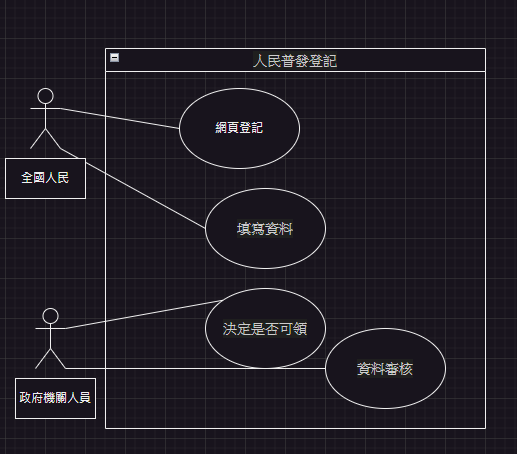 人民普發登記
網頁登記
全國人民
填寫資料
決定是否可領
資料審核
政府機關人員